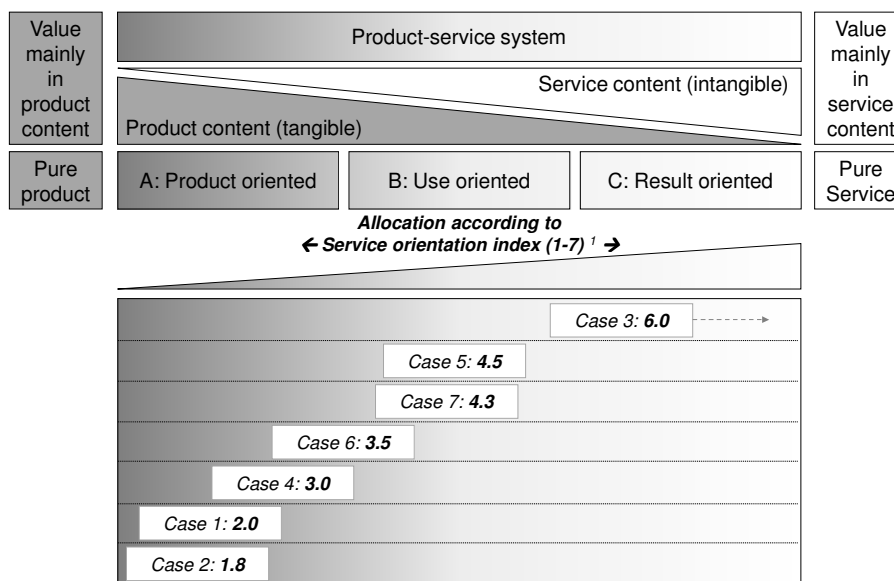 Value
mainly
in
product
content
Product-service system
Service content (intangible)
Product content (tangible)
Value
mainly
in
service
content
Pure
product
A: Product oriented
B: Use oriented
C: Result oriented
Pure
Service
Allocation according to
← Service orientation index (1-7) ¹ →
Case 3: 6.0
Case 5: 4.5
Case 7: 4.3
Case 6: 3.5
Case 4: 3.0
Case 1: 2.0
Case 2: 1.8